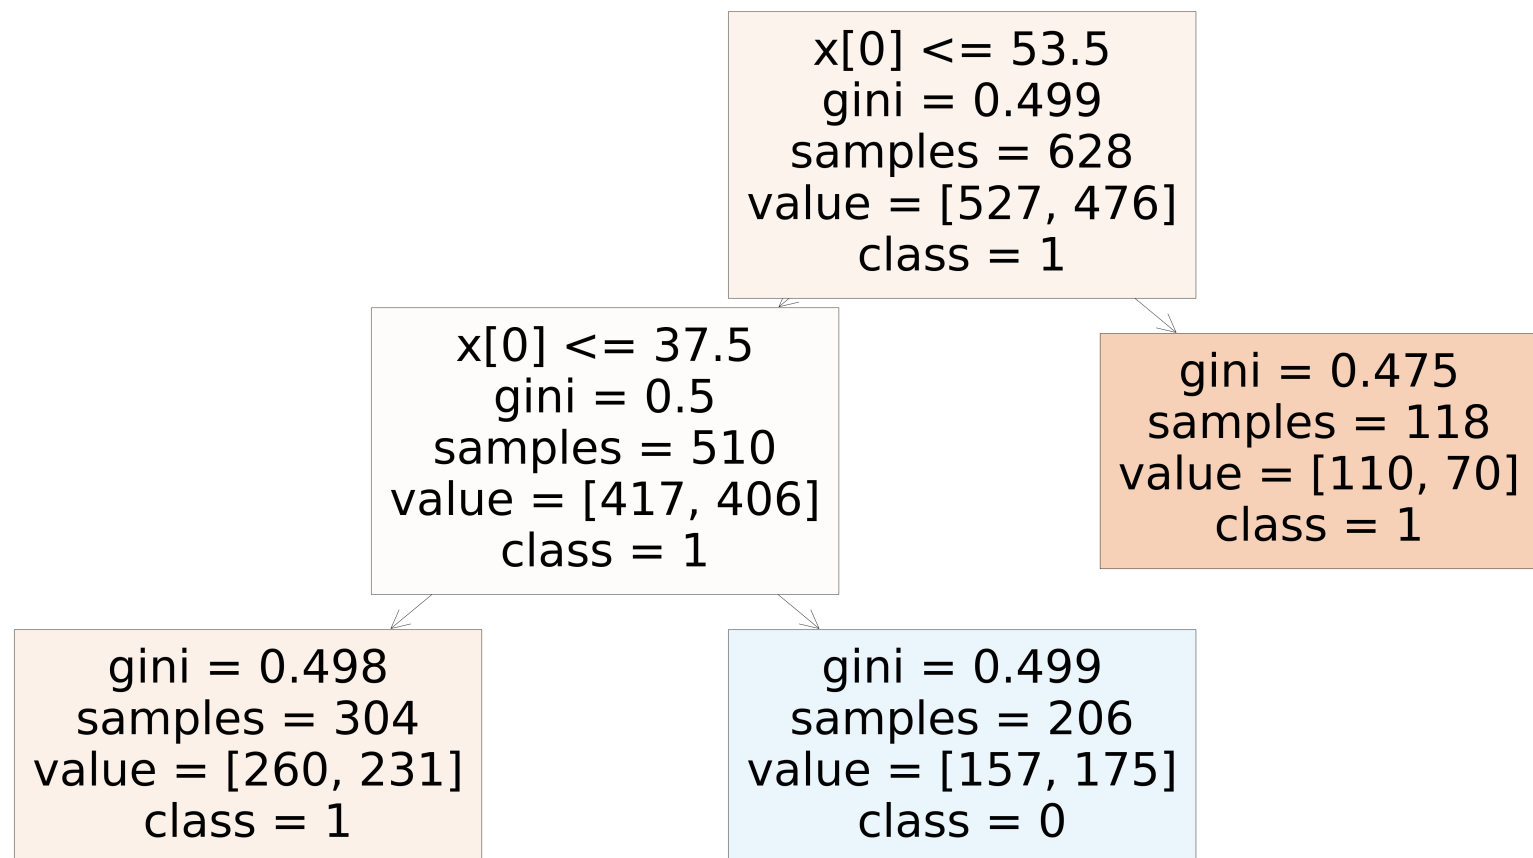 x[0] <= 53.5
gini = 0.499
samples = 628
value = [527, 476]
class = 1
x[0] <= 37.5
gini = 0.5
samples = 510
value = [417, 406]
class = 1
gini = 0.475
samples = 118
value = [110, 70]
class = 1
gini = 0.498
samples = 304
value = [260, 231]
class = 1
gini = 0.499
samples = 206
value = [157, 175]
class = 0